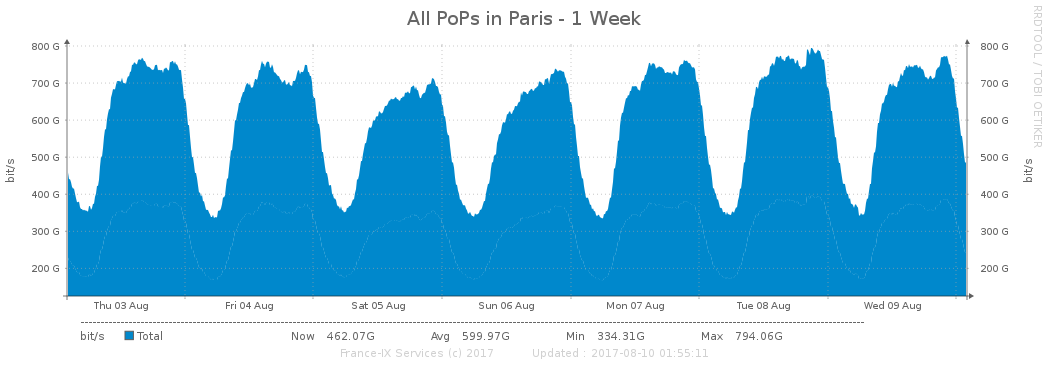 All PoPs in Paris - 1 Week
RRDTOOL / TOBI OETIKER
800 G 800 G
700 G 700 G
600 G 600 G
500 G 500 G
400 G 400 G
300 G 300 G
200 G 200 G
bit/s
bit/s
Thu 03 Aug Fri 04 Aug Sat 05 Aug Sun 06 Aug Mon 07 Aug Tue 08 Aug Wed 09 Aug
bit/s Total Now 462.07G Avg 599.97G Min 334.31G Max 794.06G
France-IX Services (c) 2017 Updated : 2017-08-10 01:55:11